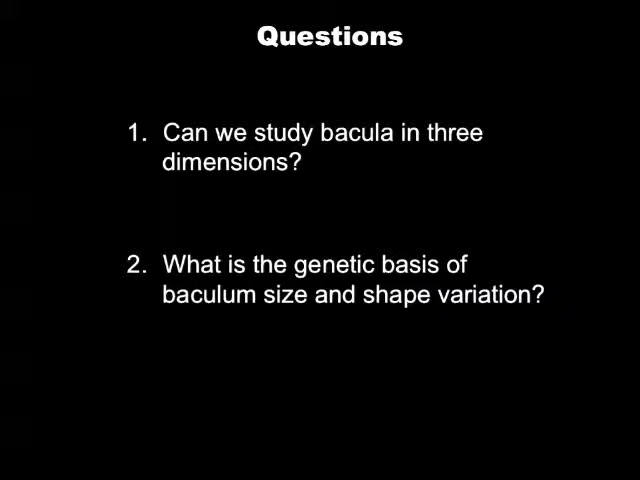 Questions
1. Can we study bacula in three
dimensions?
2. What is the genetic basis of
baculum size and shape variation?